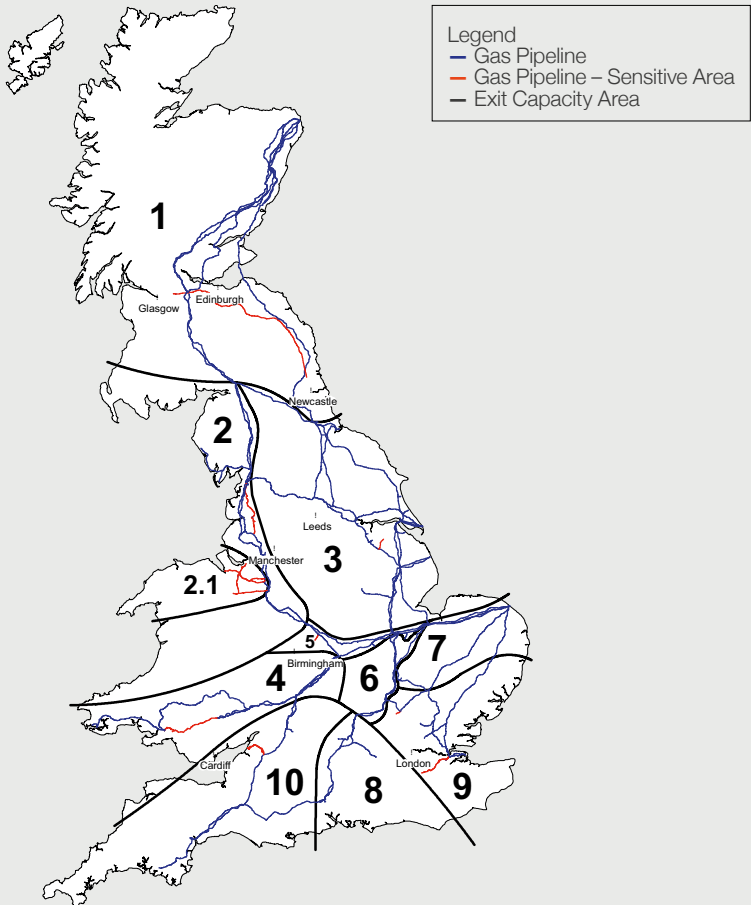 Legend
Gas Pipeline
Gas Pipeline – Sensitive Area
Exit Capacity Area
1
Glasgow
Edinburgh
Newcastle
2
Leeds
Manchester
3
2.1
5
7
Birmingham
4
6
Cardiff
London
10
8
9